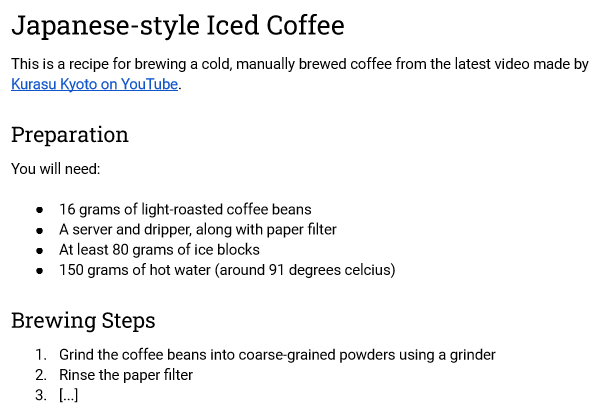 Japanese-style Iced Coffee
This is a recipe for brewing a cold, manually brewed coffee from the latest video made by
Kurasu Kyoto on YouTube.
Preparation
You will need:
● 16 grams of light-roasted coffee beans
● A server and dripper, along with paper filter
● At least 80 grams of ice blocks
● 150 grams of hot water (around 91 degrees celcius)
Brewing Steps
1. Grind the coffee beans into coarse-grained powders using a grinder
2. Rinse the paper filter
3. [...]